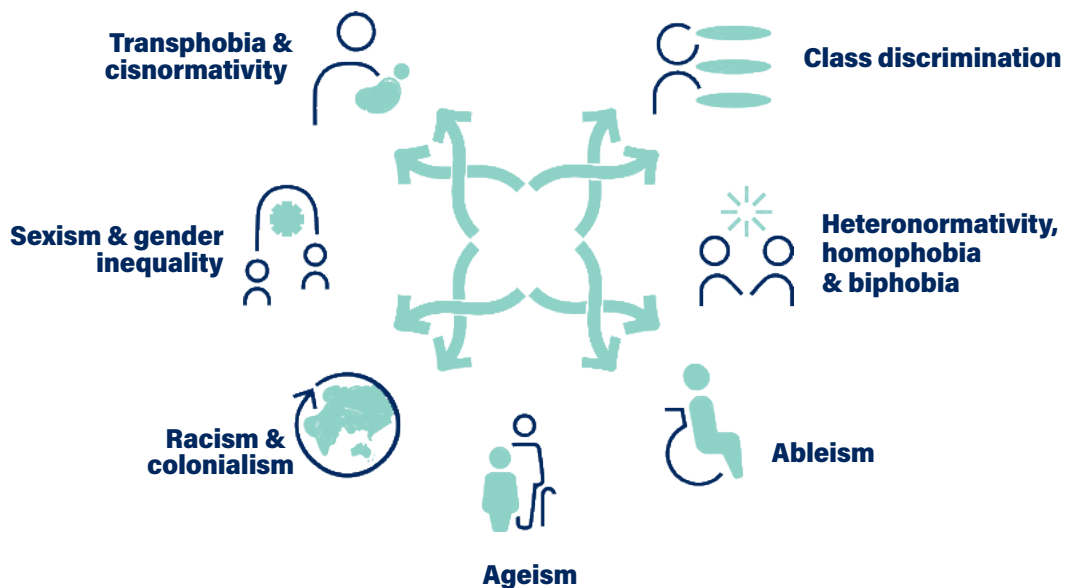 Transphobia &
cisnormativity
Class discrimination
Sexism & gender
inequality
Heteronormativity,
homophobia
& biphobia
Racism &
colonialism
Ableism
Ageism